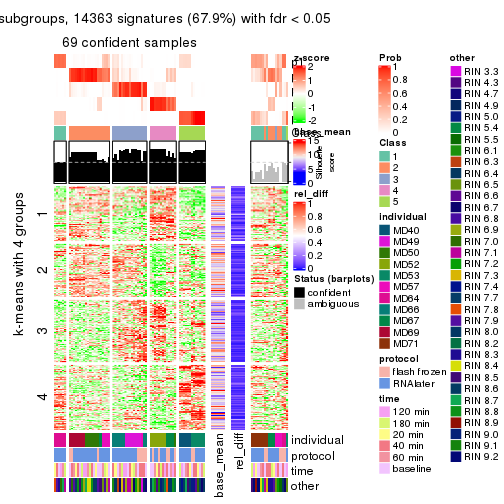 subgroups, 14363 signatures (67.9%) with fdr < 0.05
69 confident samples
k-means with 4 groups
1
2
3
4
base_mean
rel_diff
individual
protocol
time
other
z-score
2
1
0
-1
-2
base_mean
15
10
5
0
Class
silhouette
score
rel_diff
1
0.8
0.6
0.4
0.2
0
Status (barplots)
confident
ambiguous
Prob
1
0.8
0.6
0.4
0.2
0
Class
1
2
3
4
5
individual
MD40
MD49
MD50
MD52
MD53
MD57
MD64
MD66
MD67
MD69
MD71
protocol
flash frozen
RNAlater
time
120 min
180 min
20 min
40 min
60 min
baseline
other
RIN 3.3
RIN 4.3
RIN 4.7
RIN 4.9
RIN 5.0
RIN 5.4
RIN 5.5
RIN 6.1
RIN 6.3
RIN 6.4
RIN 6.5
RIN 6.6
RIN 6.7
RIN 6.8
RIN 6.9
RIN 7.0
RIN 7.1
RIN 7.2
RIN 7.3
RIN 7.4
RIN 7.7
RIN 7.8
RIN 7.9
RIN 8.0
RIN 8.2
RIN 8.3
RIN 8.4
RIN 8.5
RIN 8.6
RIN 8.7
RIN 8.8
RIN 8.9
RIN 9.0
RIN 9.1
RIN 9.2